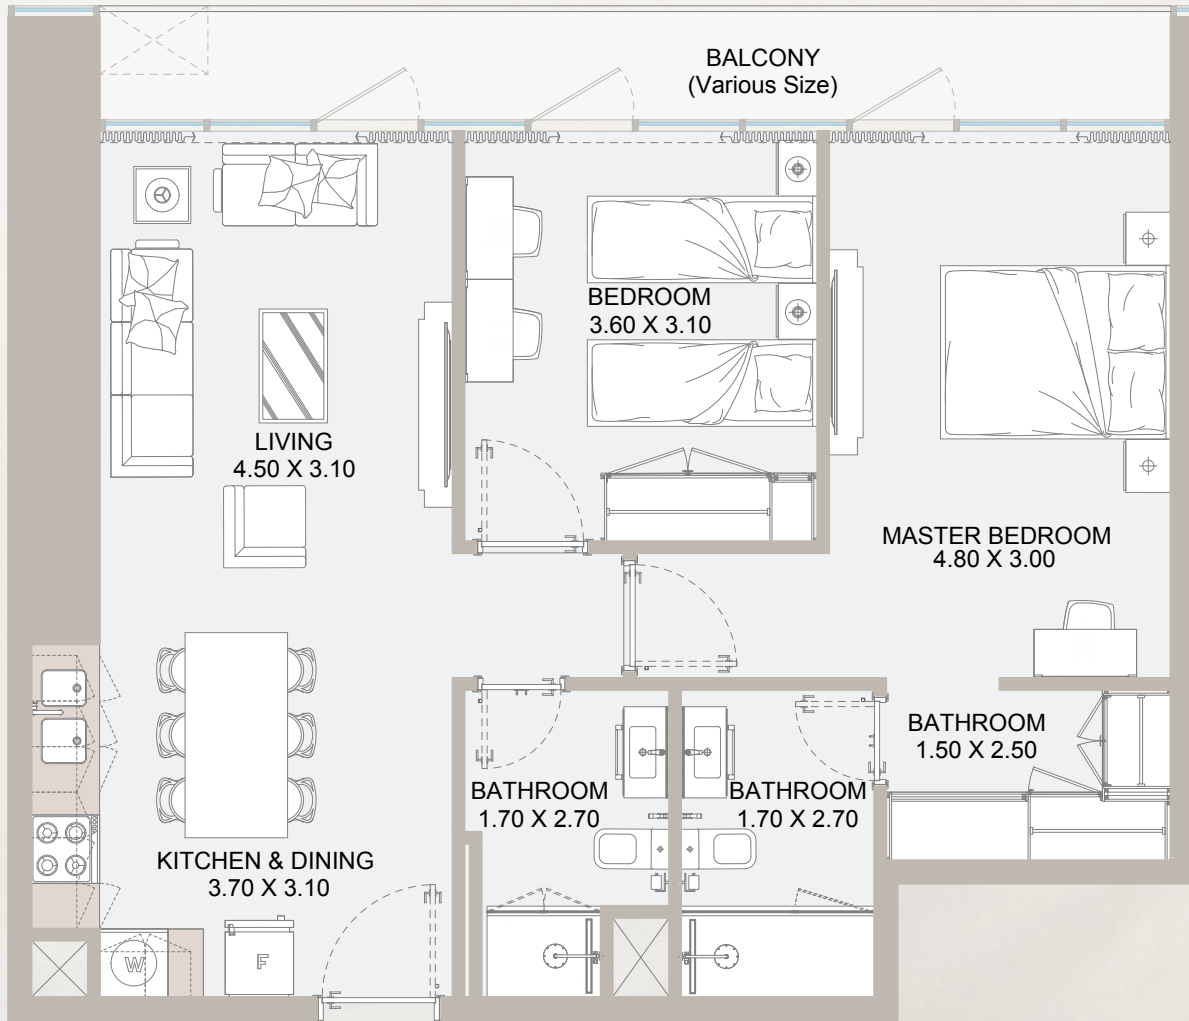 BALCONY
(Various Size)
BEDROOM
3.60 X 3.10
LIVING
4.50 X 3.10
MASTER BEDROOM
4.80 X 3.00
BATHROOM
1.50 X 2.50
BATHROOM
1.70 X 2.70
BATHROOM
1.70 X 2.70
KITCHEN & DINING
3.70 X 3.10
W
F